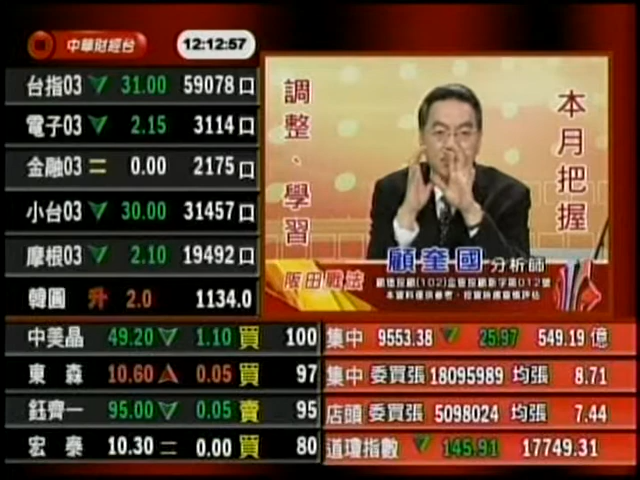 中華財經台 12:12:57
台指03 31.00 59078口
電子03 2.15 3114口
金融03 二 0.00 2175口
小台03 30.00 31457口
摩根03 2.10 19492口
韓圓 升 2.0 1134.0
調整、學習
本月把握
顧奎國 分析師
阪田戰法
中美晶 49.20 1.10 買 100
東森 10.60 0.05 買 97
鈺齊一 95.00 0.05 賣 95
宏泰 10.30 二 0.00 買 80
集中 9553.38 25.97 549.19 億
集中 委買張 18095989 均張 8.71
店頭 委買張 5098024 均張 7.44
道瓊指數 145.91 17749.31